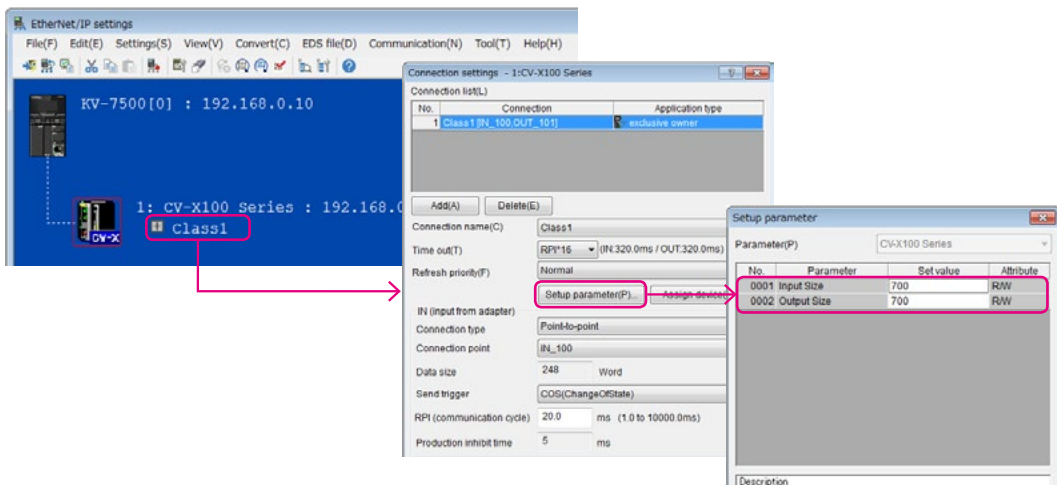 EtherNet/IP settings
File(F) Edit(E) Settings(S) View(V) Convert(C) EDS file(D) Communication(N) Tool(T) Help(H)
KV-7500[0] : 192.168.0.10
1: CV-X100 Series : 192.168.
Class1
CV-X
Connection settings - 1:CV-X100 Series
Connection list(L)
No. Connection Application type
1 Class1 [IN_100,OUT_101] exclusive owner
Add(A) Delete(E)
Connection name(C) Class1
Time out(T) RPI*16 (IN:320.0ms / OUT:320.0ms)
Refresh priority(F) Normal
Setup parameter(P)... Assign device(
IN (input from adapter)
Connection type Point-to-point
Connection point IN_100
Data size 248 Word
Send trigger COS(ChangeOfState)
RPI (communication cycle) 20.0 ms (1.0 to 10000.0ms)
Production inhibit time 5 ms
Setup parameter
Parameter(P) CV-X100 Series
No. Parameter Set value Attribute
0001 Input Size 700 R/W
0002 Output Size 700 R/W
Description